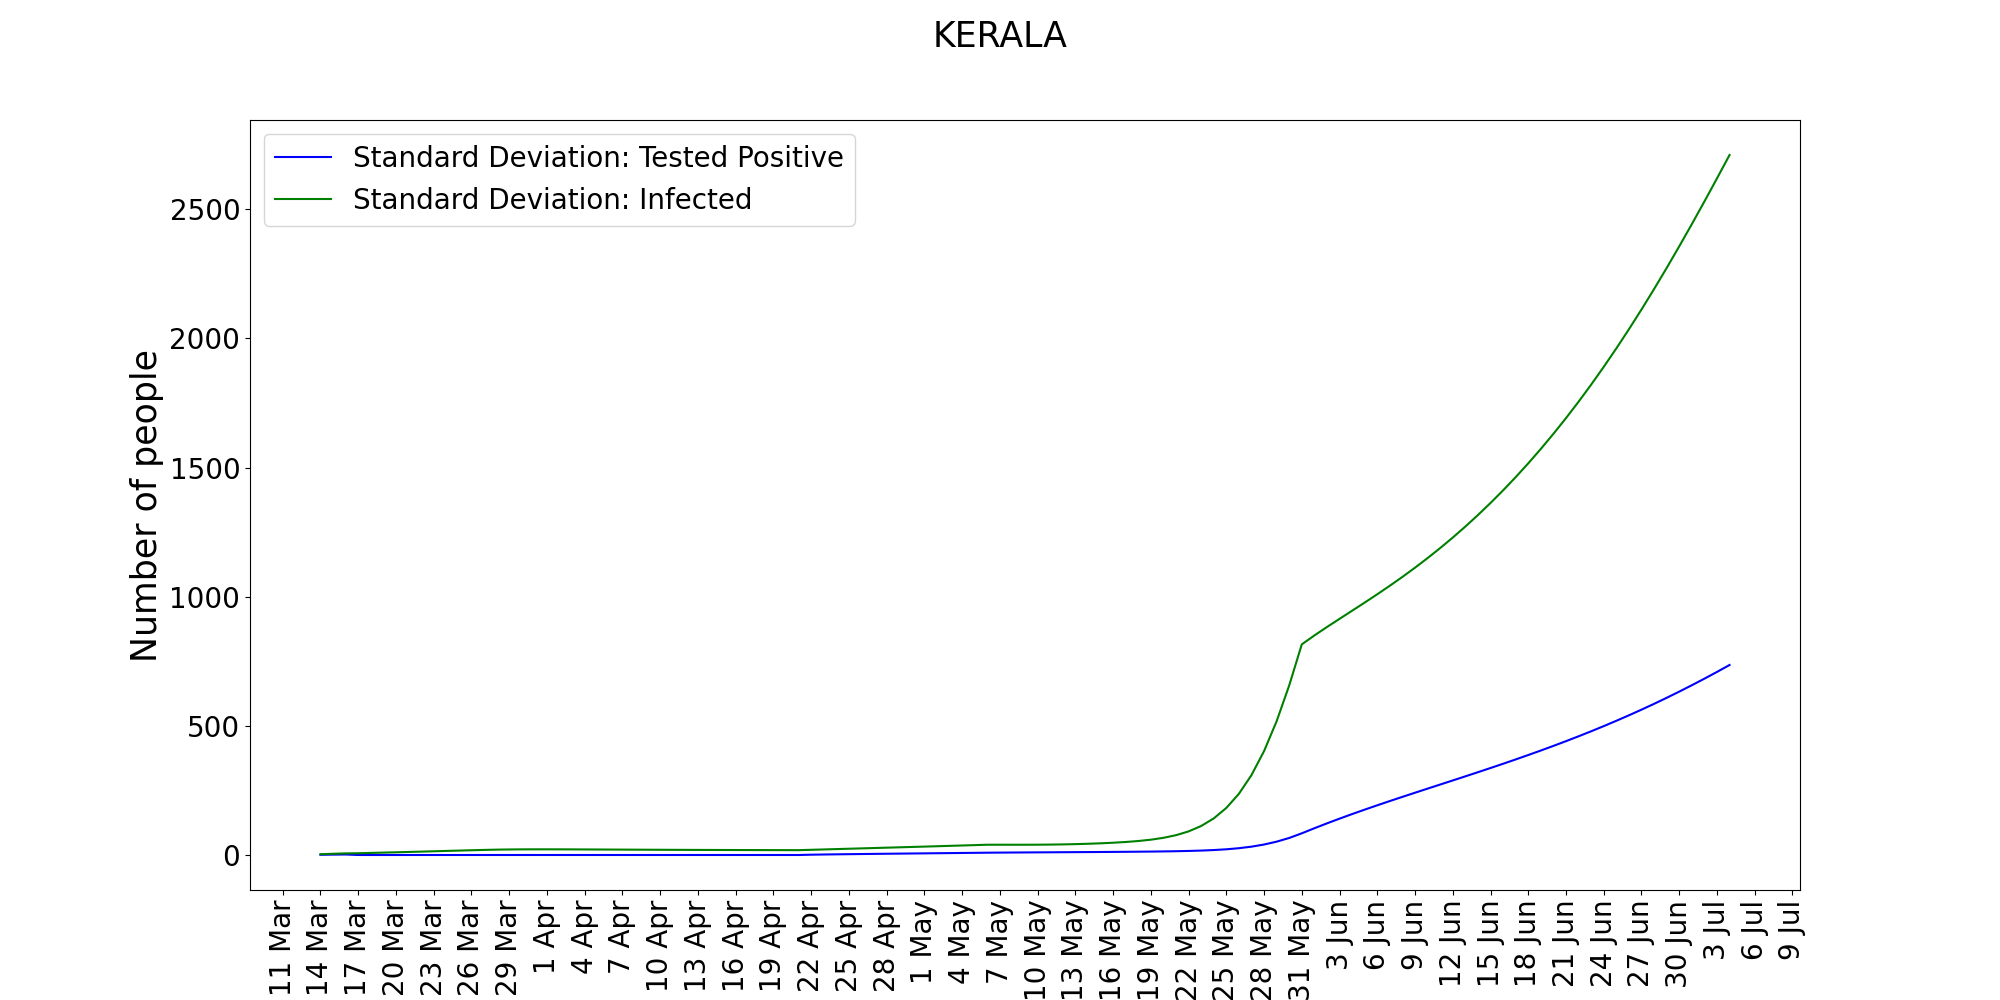 KERALA
Standard Deviation: Tested Positive
Standard Deviation: Infected
Number of people
2500
2000
1500
1000
500
0
11 Mar
14 Mar
17 Mar
20 Mar
23 Mar
26 Mar
29 Mar
1 Apr
4 Apr
7 Apr
10 Apr
13 Apr
16 Apr
19 Apr
22 Apr
25 Apr
28 Apr
1 May
4 May
7 May
10 May
13 May
16 May
19 May
22 May
25 May
28 May
31 May
3 Jun
6 Jun
9 Jun
12 Jun
15 Jun
18 Jun
21 Jun
24 Jun
27 Jun
30 Jun
3 Jul
6 Jul
9 Jul